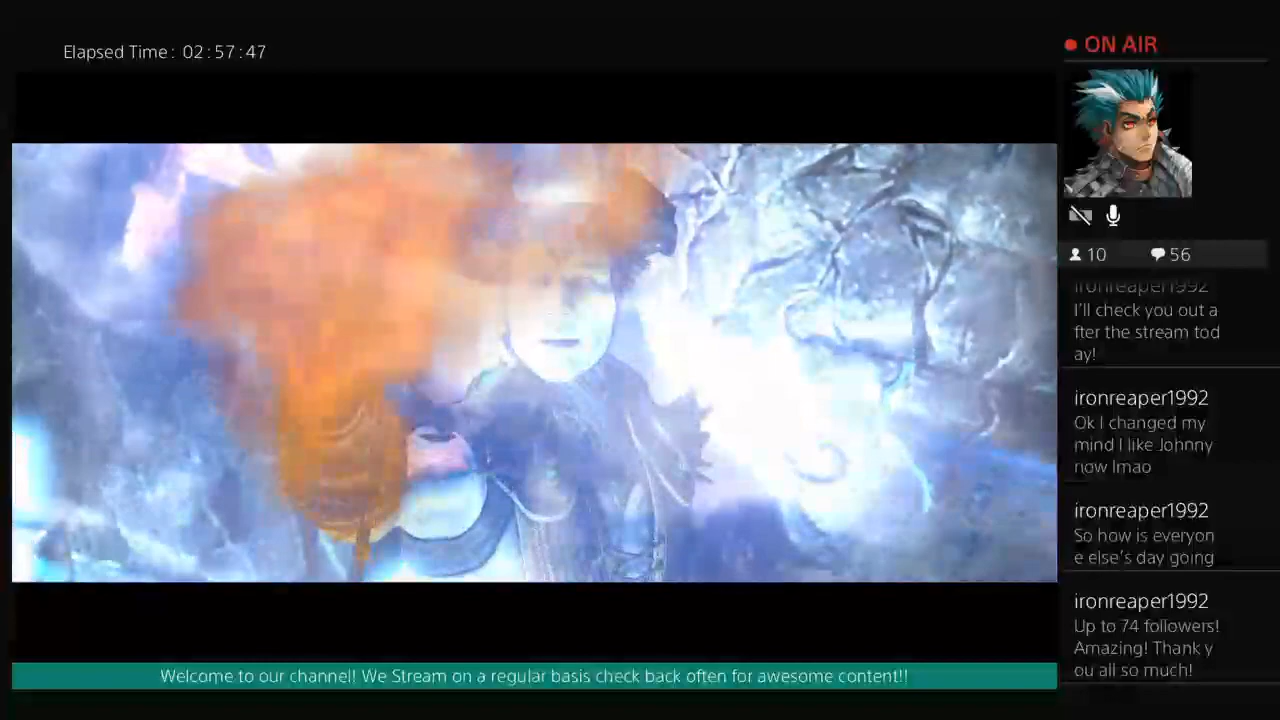 Elapsed Time: 02:57:47
ON AIR
10 56
ironreaper1992
I'll check you out a
fter the stream tod
ay!
ironreaper1992
Ok I changed my
mind I like Johnny
now lmao
ironreaper1992
So how is everyon
e else's day going
ironreaper1992
Up to 74 followers!
Amazing! Thank y
ou all so much!
Welcome to our channel! We Stream on a regular basis check back often for awesome content!!